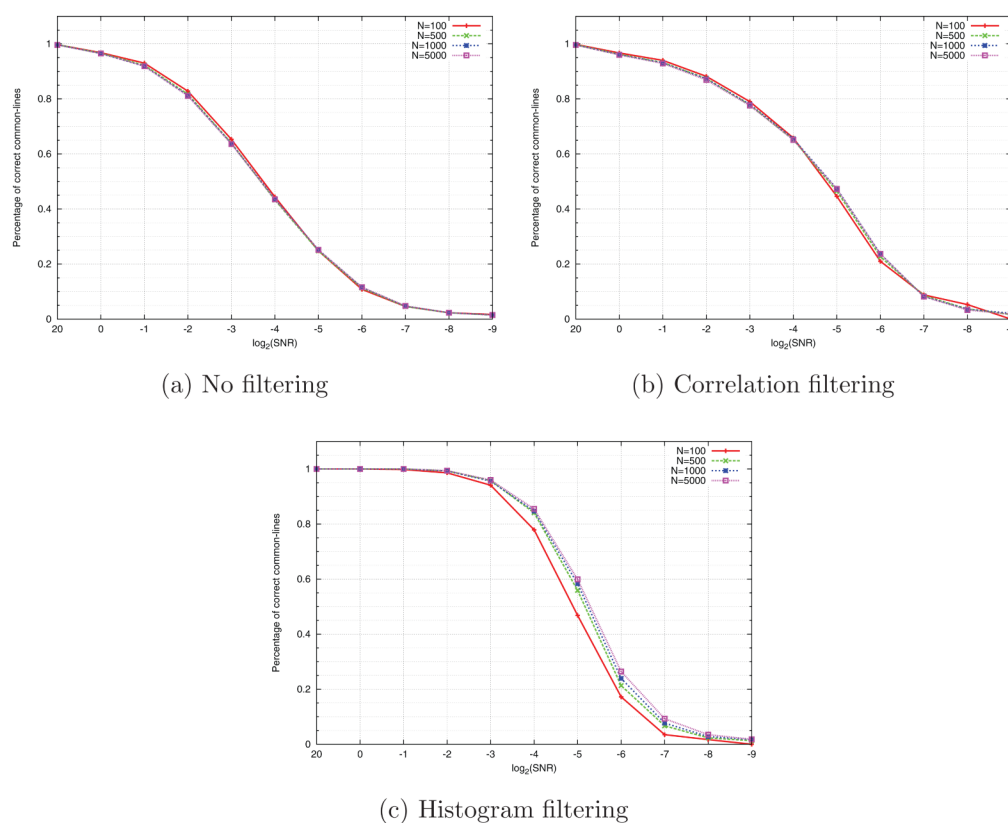 N=100
N=500
N=1000
N=5000
1
0.8
0.6
0.4
0.2
0
Percentage of correct common-lines
20 0 -1 -2 -3 -4 -5 -6 -7 -8 -9
log2(SNR)
(a) No filtering
N=100
N=500
N=1000
N=5000
1
0.8
0.6
0.4
0.2
0
Percentage of correct common-lines
20 0 -1 -2 -3 -4 -5 -6 -7 -8
log2(SNR)
(b) Correlation filtering
N=100
N=500
N=1000
N=5000
1
0.8
0.6
0.4
0.2
0
Percentage of correct common-lines
20 0 -1 -2 -3 -4 -5 -6 -7 -8 -9
log2(SNR)
(c) Histogram filtering